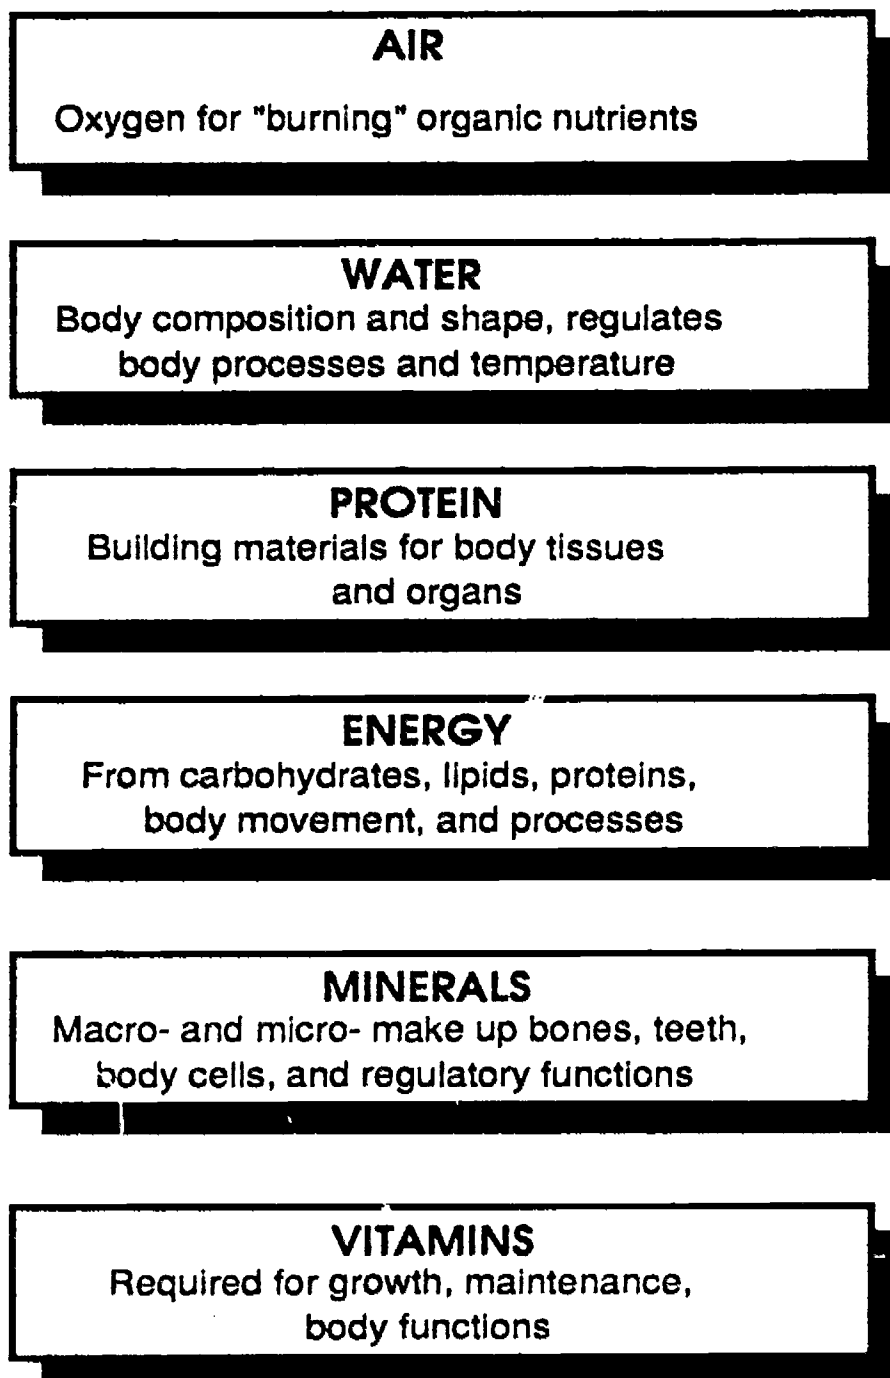 AIR
Oxygen for "burning" organic nutrients
WATER
Body composition and shape, regulates
body processes and temperature
PROTEIN
Building materials for body tissues
and organs
ENERGY
From carbohydrates, lipids, proteins,
body movement, and processes
MINERALS
Macro- and micro- make up bones, teeth,
body cells, and regulatory functions
VITAMINS
Required for growth, maintenance,
body functions